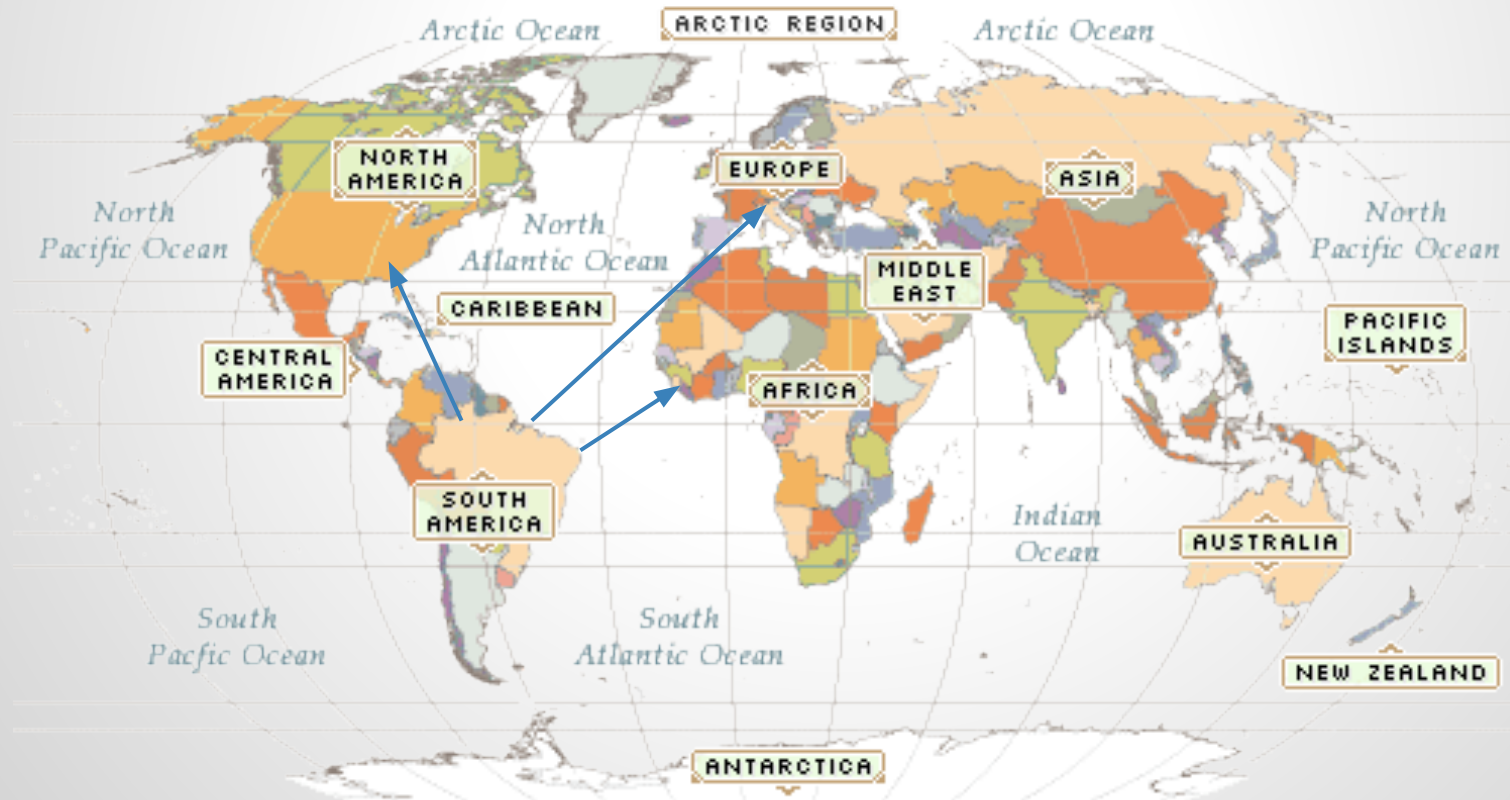 Arctic Ocean
ARCTIC REGION
Arctic Ocean
NORTH
AMERICA
EUROPE
ASIA
North
Pacific Ocean
North
Atlantic Ocean
North
Pacific Ocean
MIDDLE
EAST
CARIBBEAN
PACIFIC
ISLANDS
CENTRAL
AMERICA
AFRICA
SOUTH
AMERICA
Indian
Ocean
AUSTRALIA
South
Pacfic Ocean
South
Atlantic Ocean
NEW ZEALAND
ANTARCTICA